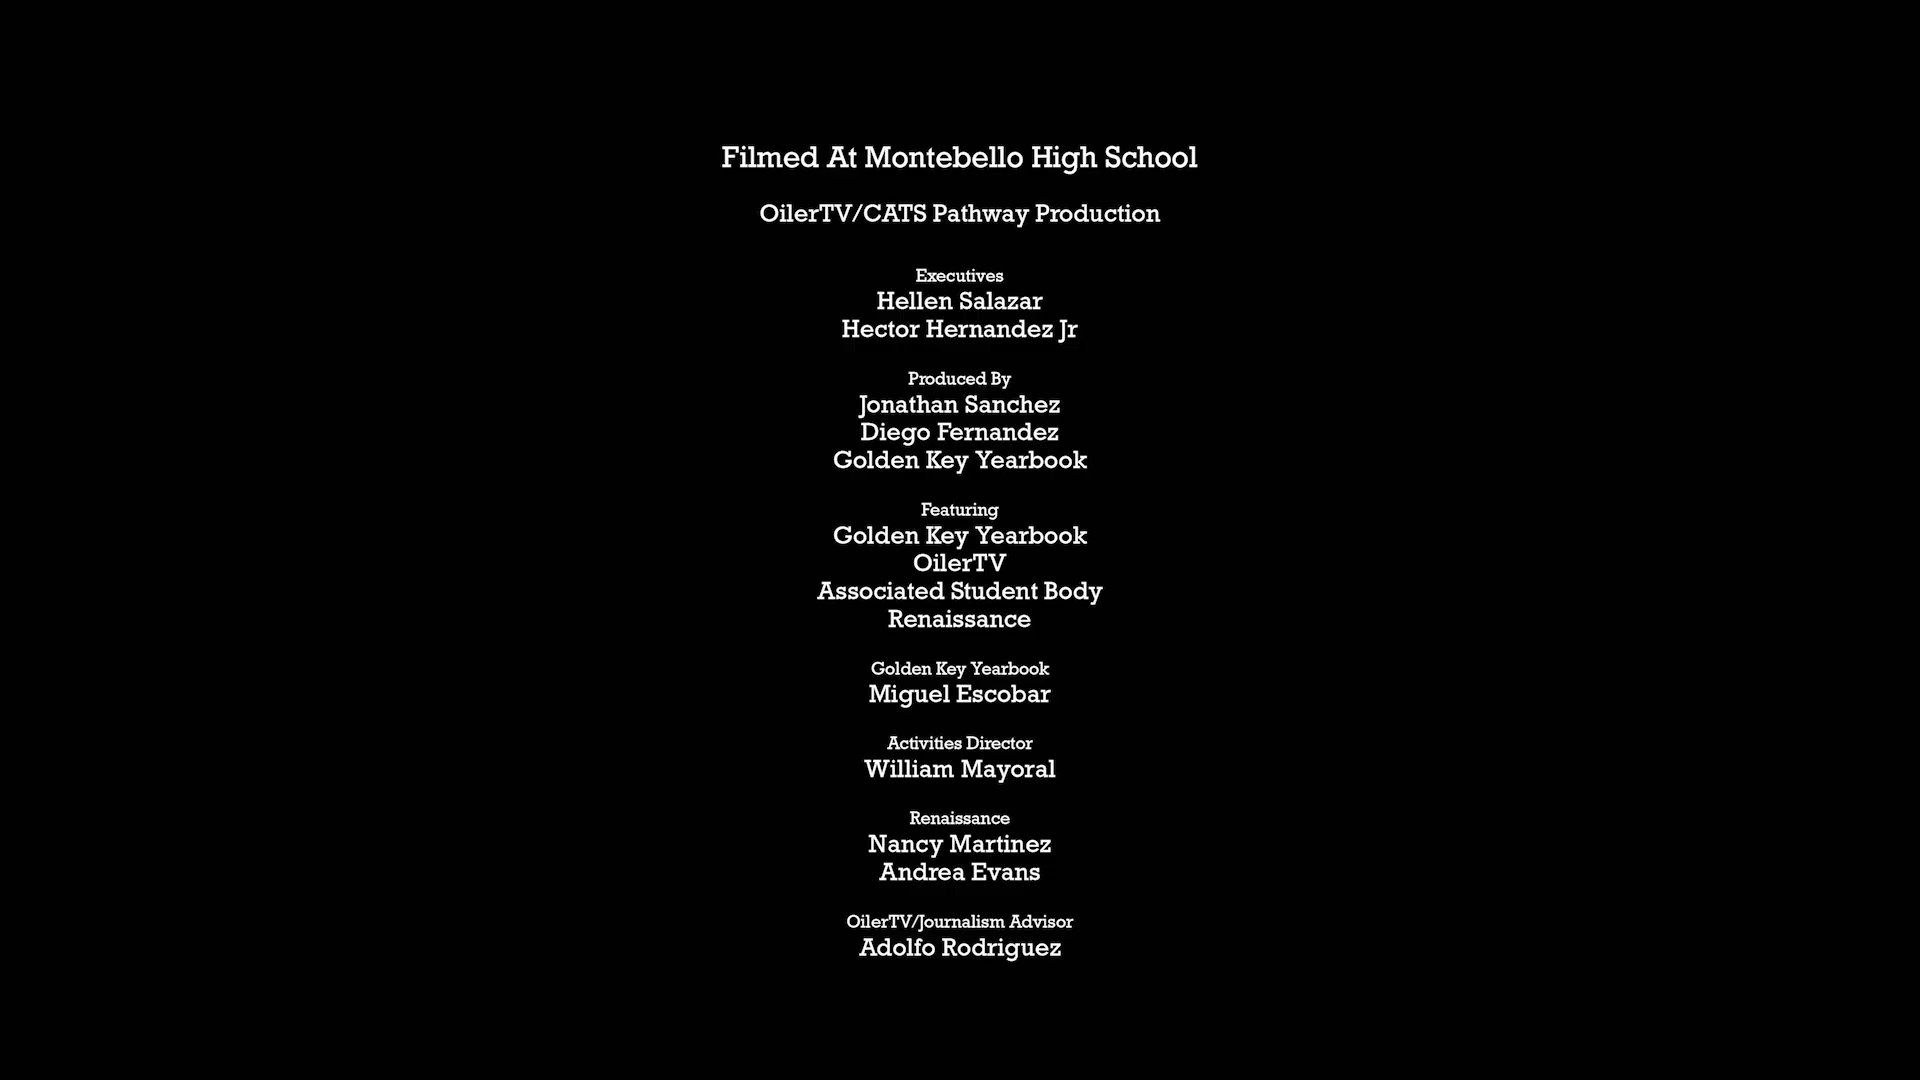 Filmed At Montebello High School
OilerTV/CATS Pathway Production
Executives
Hellen Salazar
Hector Hernandez Jr
Produced By
Jonathan Sanchez
Diego Fernandez
Golden Key Yearbook
Featuring
Golden Key Yearbook
OilerTV
Associated Student Body
Renaissance
Golden Key Yearbook
Miguel Escobar
Activities Director
William Mayoral
Renaissance
Nancy Martinez
Andrea Evans
OilerTV/Journalism Advisor
Adolfo Rodriguez